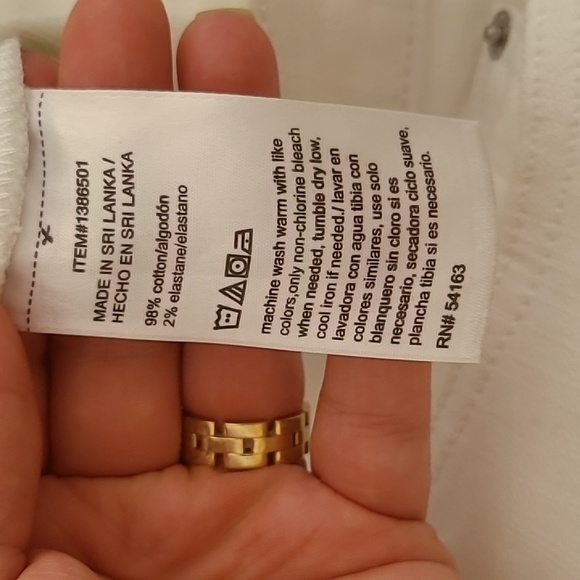 ITEM#1386501
MADE IN SRI LANKA /
HECHO EN SRI LANKA
98% cotton/algodón
2% elastane/elastano
machine wash warm with like
colors,only non-chlorine bleach
when needed, tumble dry low,
cool iron if needed./ lavar en
lavadora con agua tibia con
colores similares, use solo
blanquero sin cloro si es
necesario, secadora ciclo suave,
plancha tibia si es necesario.
RN# 54163